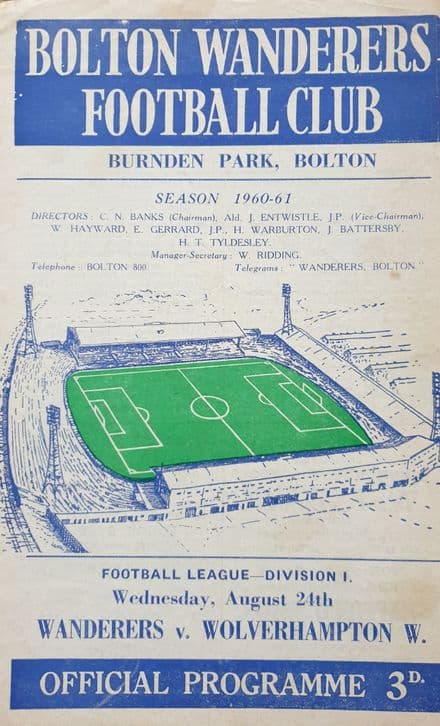 BOLTON WANDERERS
FOOTBALL CLUB
BURNDEN PARK, BOLTON
SEASON 1960-61
DIRECTORS : C. N. BANKS (Chairman), Ald. J. ENTWISTLE, J.P. (Vice-Chairman),
W. HAYWARD, E. GERRARD, J.P., H. WARBURTON, J. BATTERSBY,
H. T. TYLDESLEY.
Manager-Secretary : W. RIDDING.
Telephone : BOLTON 800. Telegrams : " WANDERERS, BOLTON "
FOOTBALL LEAGUE—DIVISION I.
Wednesday, August 24th
WANDERERS v. WOLVERHAMPTON W.
OFFICIAL PROGRAMME 3D.